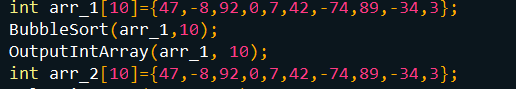 int arr_1[10]={47,-8,92,0,7,42,-74,89,-34,3};
BubbleSort(arr_1,10);
OutputIntArray(arr_1, 10);
int arr_2[10]={47,-8,92,0,7,42,-74,89,-34,3};